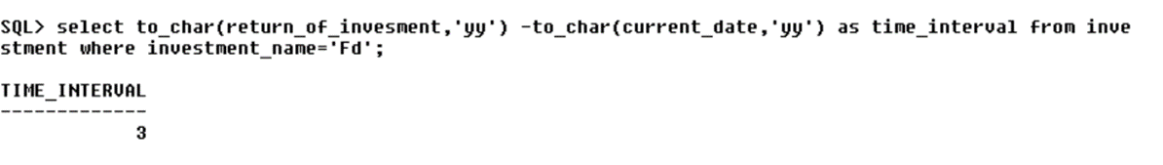 SQL> select to_char(return_of_invesment,'yy') -to_char(current_date,'yy') as time_interval from inve
stment where investment_name='Fd';
TIME_INTERVAL
-------------
3